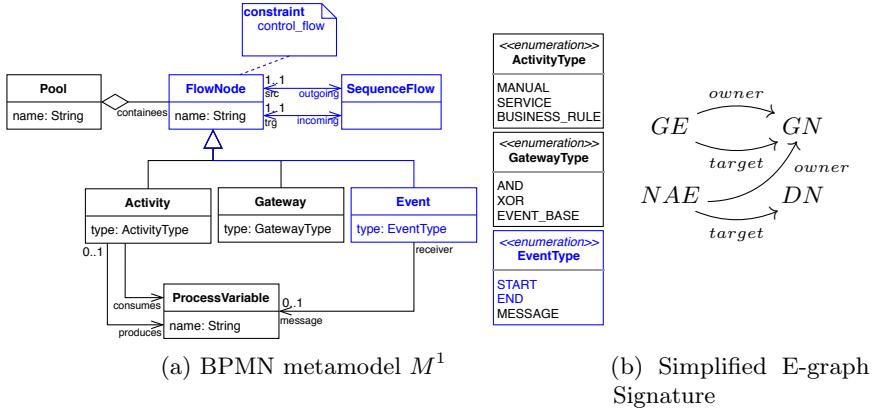 constraint
control_flow
Pool
name: String
containees
FlowNode
name: String
1..1
src
outgoing
1..1
trg
incoming
SequenceFlow
Activity
type: ActivityType
Gateway
type: GatewayType
Event
type: EventType
0..1
receiver
consumes
produces
ProcessVariable
name: String
0..1
message
<<enumeration>>
ActivityType
MANUAL
SERVICE
BUSINESS_RULE
<<enumeration>>
GatewayType
AND
XOR
EVENT_BASE
<<enumeration>>
EventType
START
END
MESSAGE
(a) BPMN metamodel M¹
owner
GE
GN
target
owner
NAE
DN
target
(b) Simplified E-graph
Signature